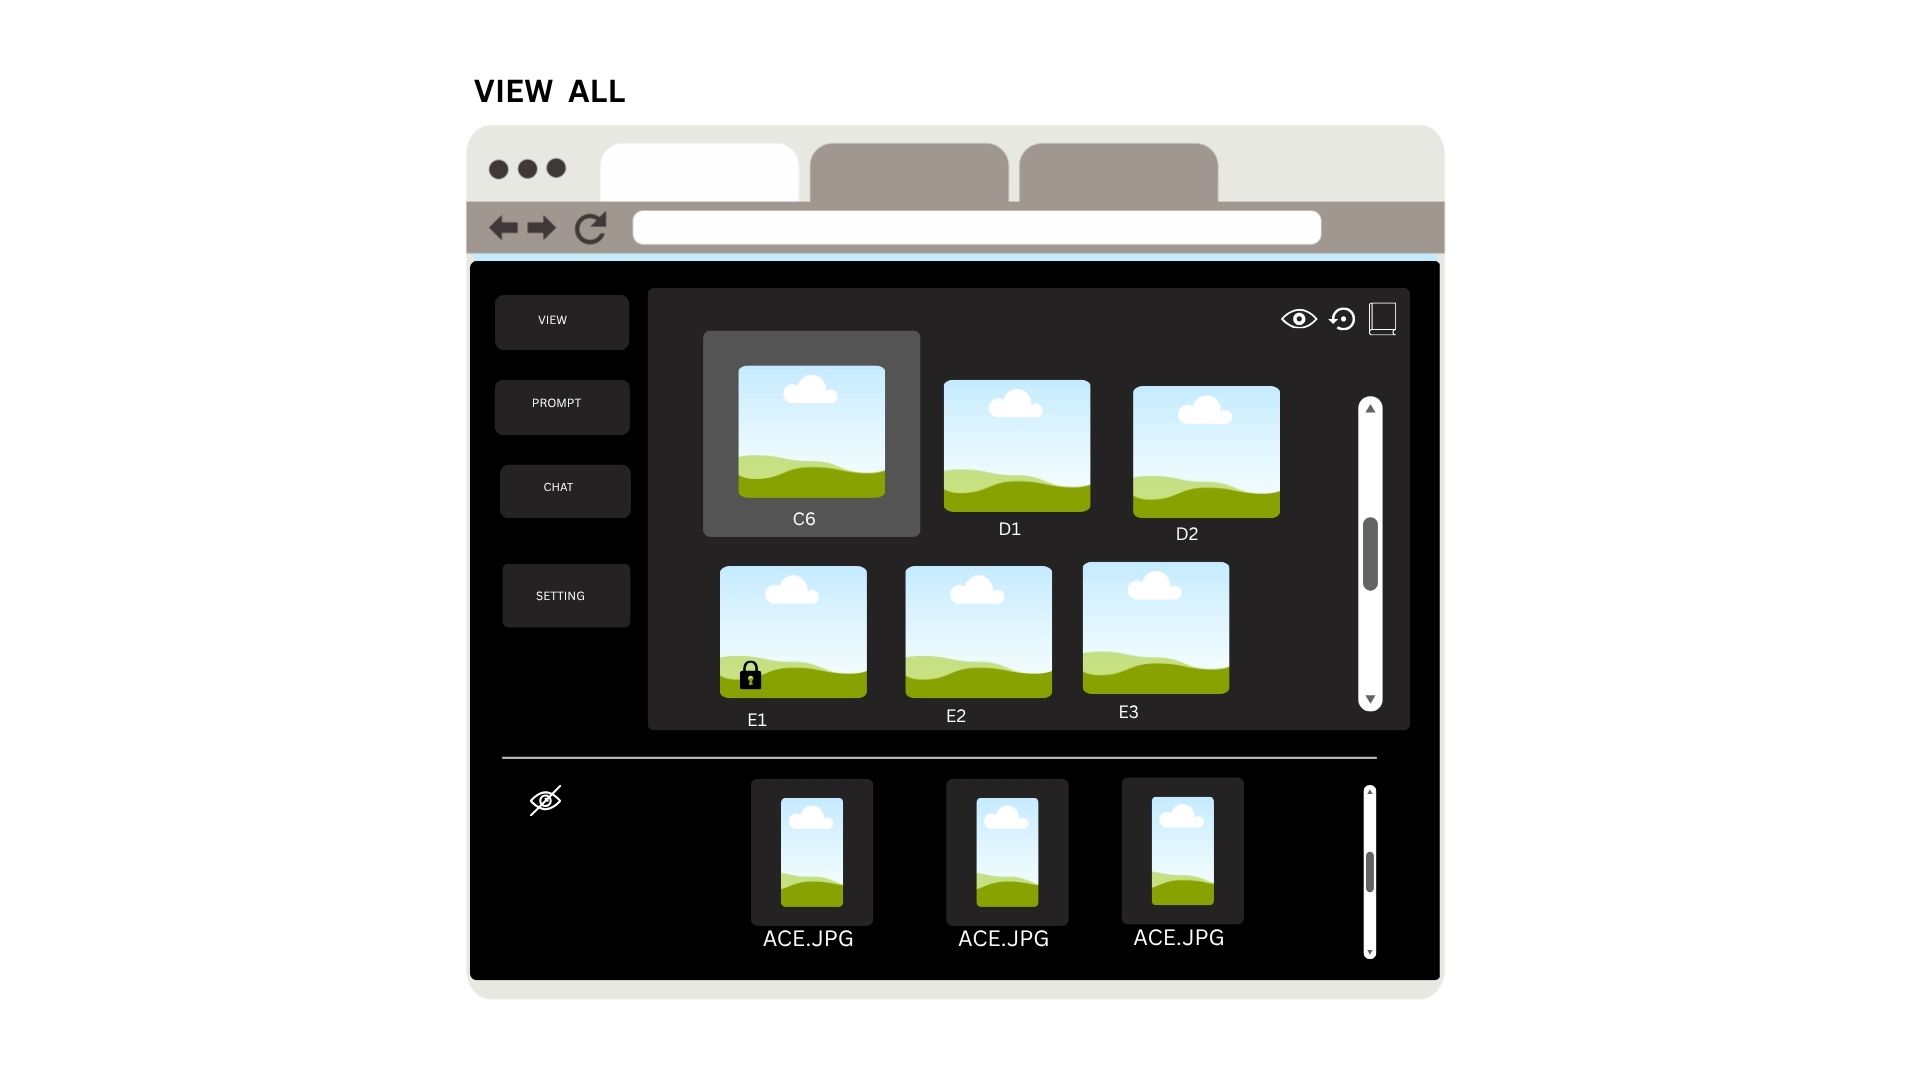 VIEW ALL
VIEW
PROMPT
CHAT
SETTING
C6
D1
D2
E1
E2
E3
ACE.JPG
ACE.JPG
ACE.JPG